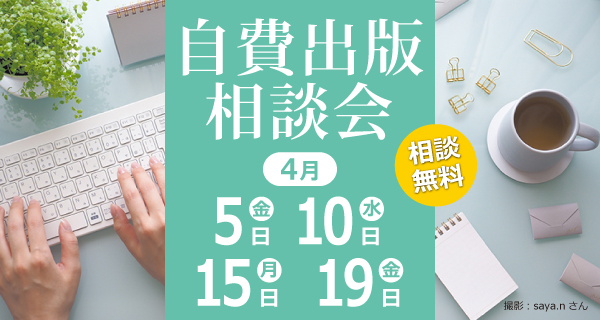 自費出版
相談会
4月
相談
無料
5日 金 10日 水
15日 月 19日 金
撮影：saya.n さん